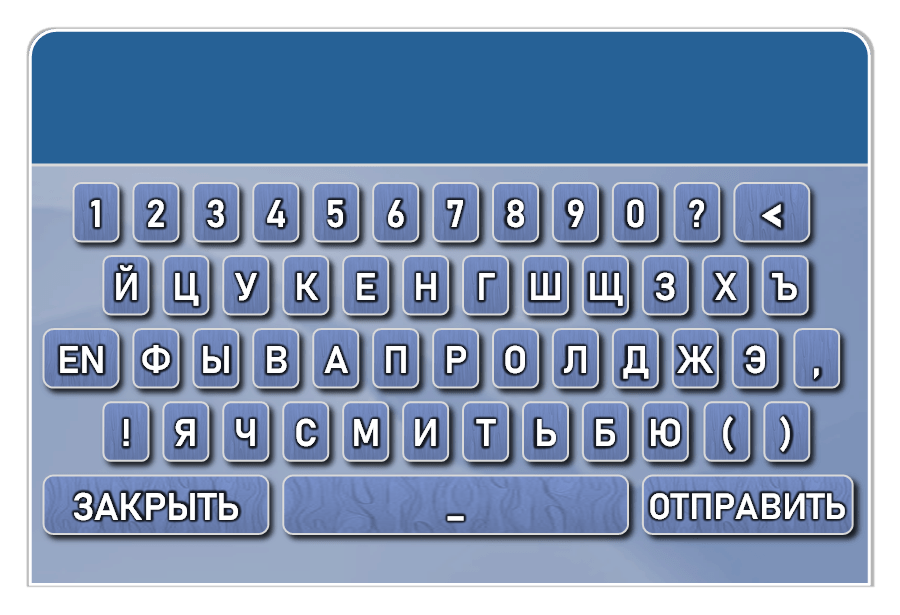 1 2 3 4 5 6 7 8 9 0 ? <
Й Ц У К Е Н Г Ш Щ З Х Ъ
EN Ф Ы В А П Р О Л Д Ж Э ,
! Я Ч С М И Т Ь Б Ю ( )
ЗАКРЫТЬ _ ОТПРАВИТЬ